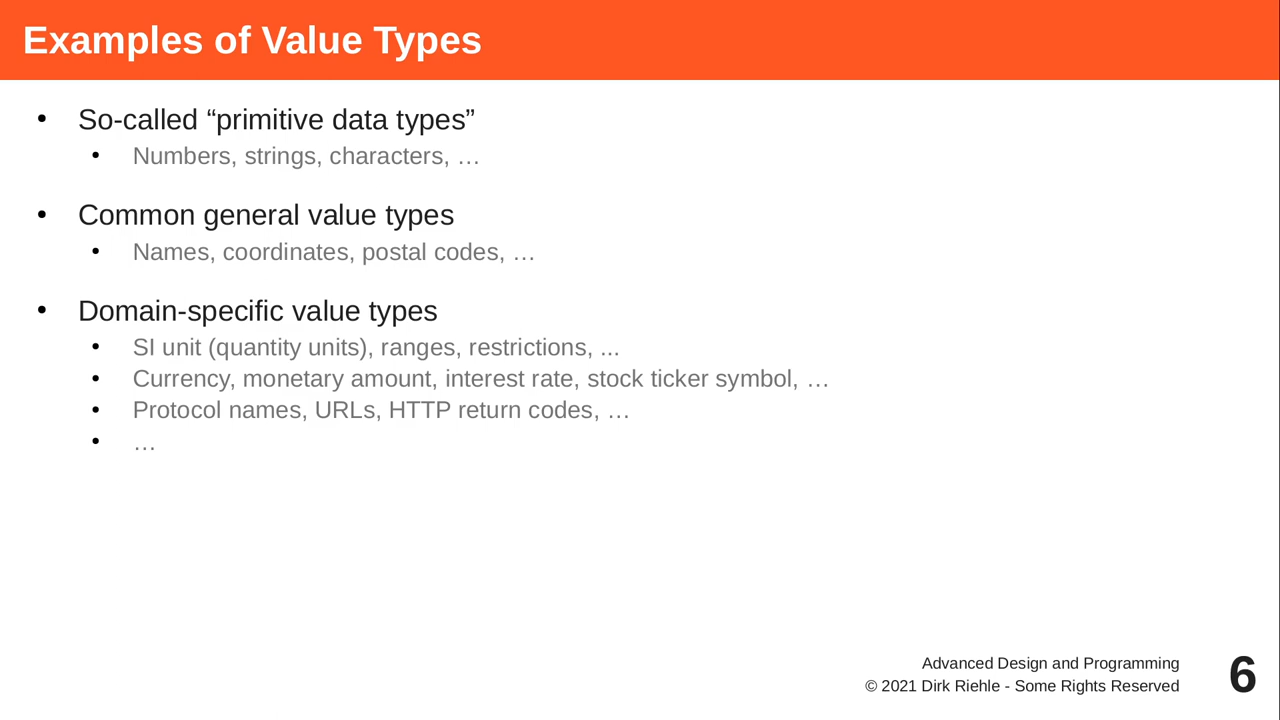 Examples of Value Types
• So-called “primitive data types”
• Numbers, strings, characters, …
• Common general value types
• Names, coordinates, postal codes, …
• Domain-specific value types
• SI unit (quantity units), ranges, restrictions, ...
• Currency, monetary amount, interest rate, stock ticker symbol, …
• Protocol names, URLs, HTTP return codes, …
• …
Advanced Design and Programming
© 2021 Dirk Riehle - Some Rights Reserved
6